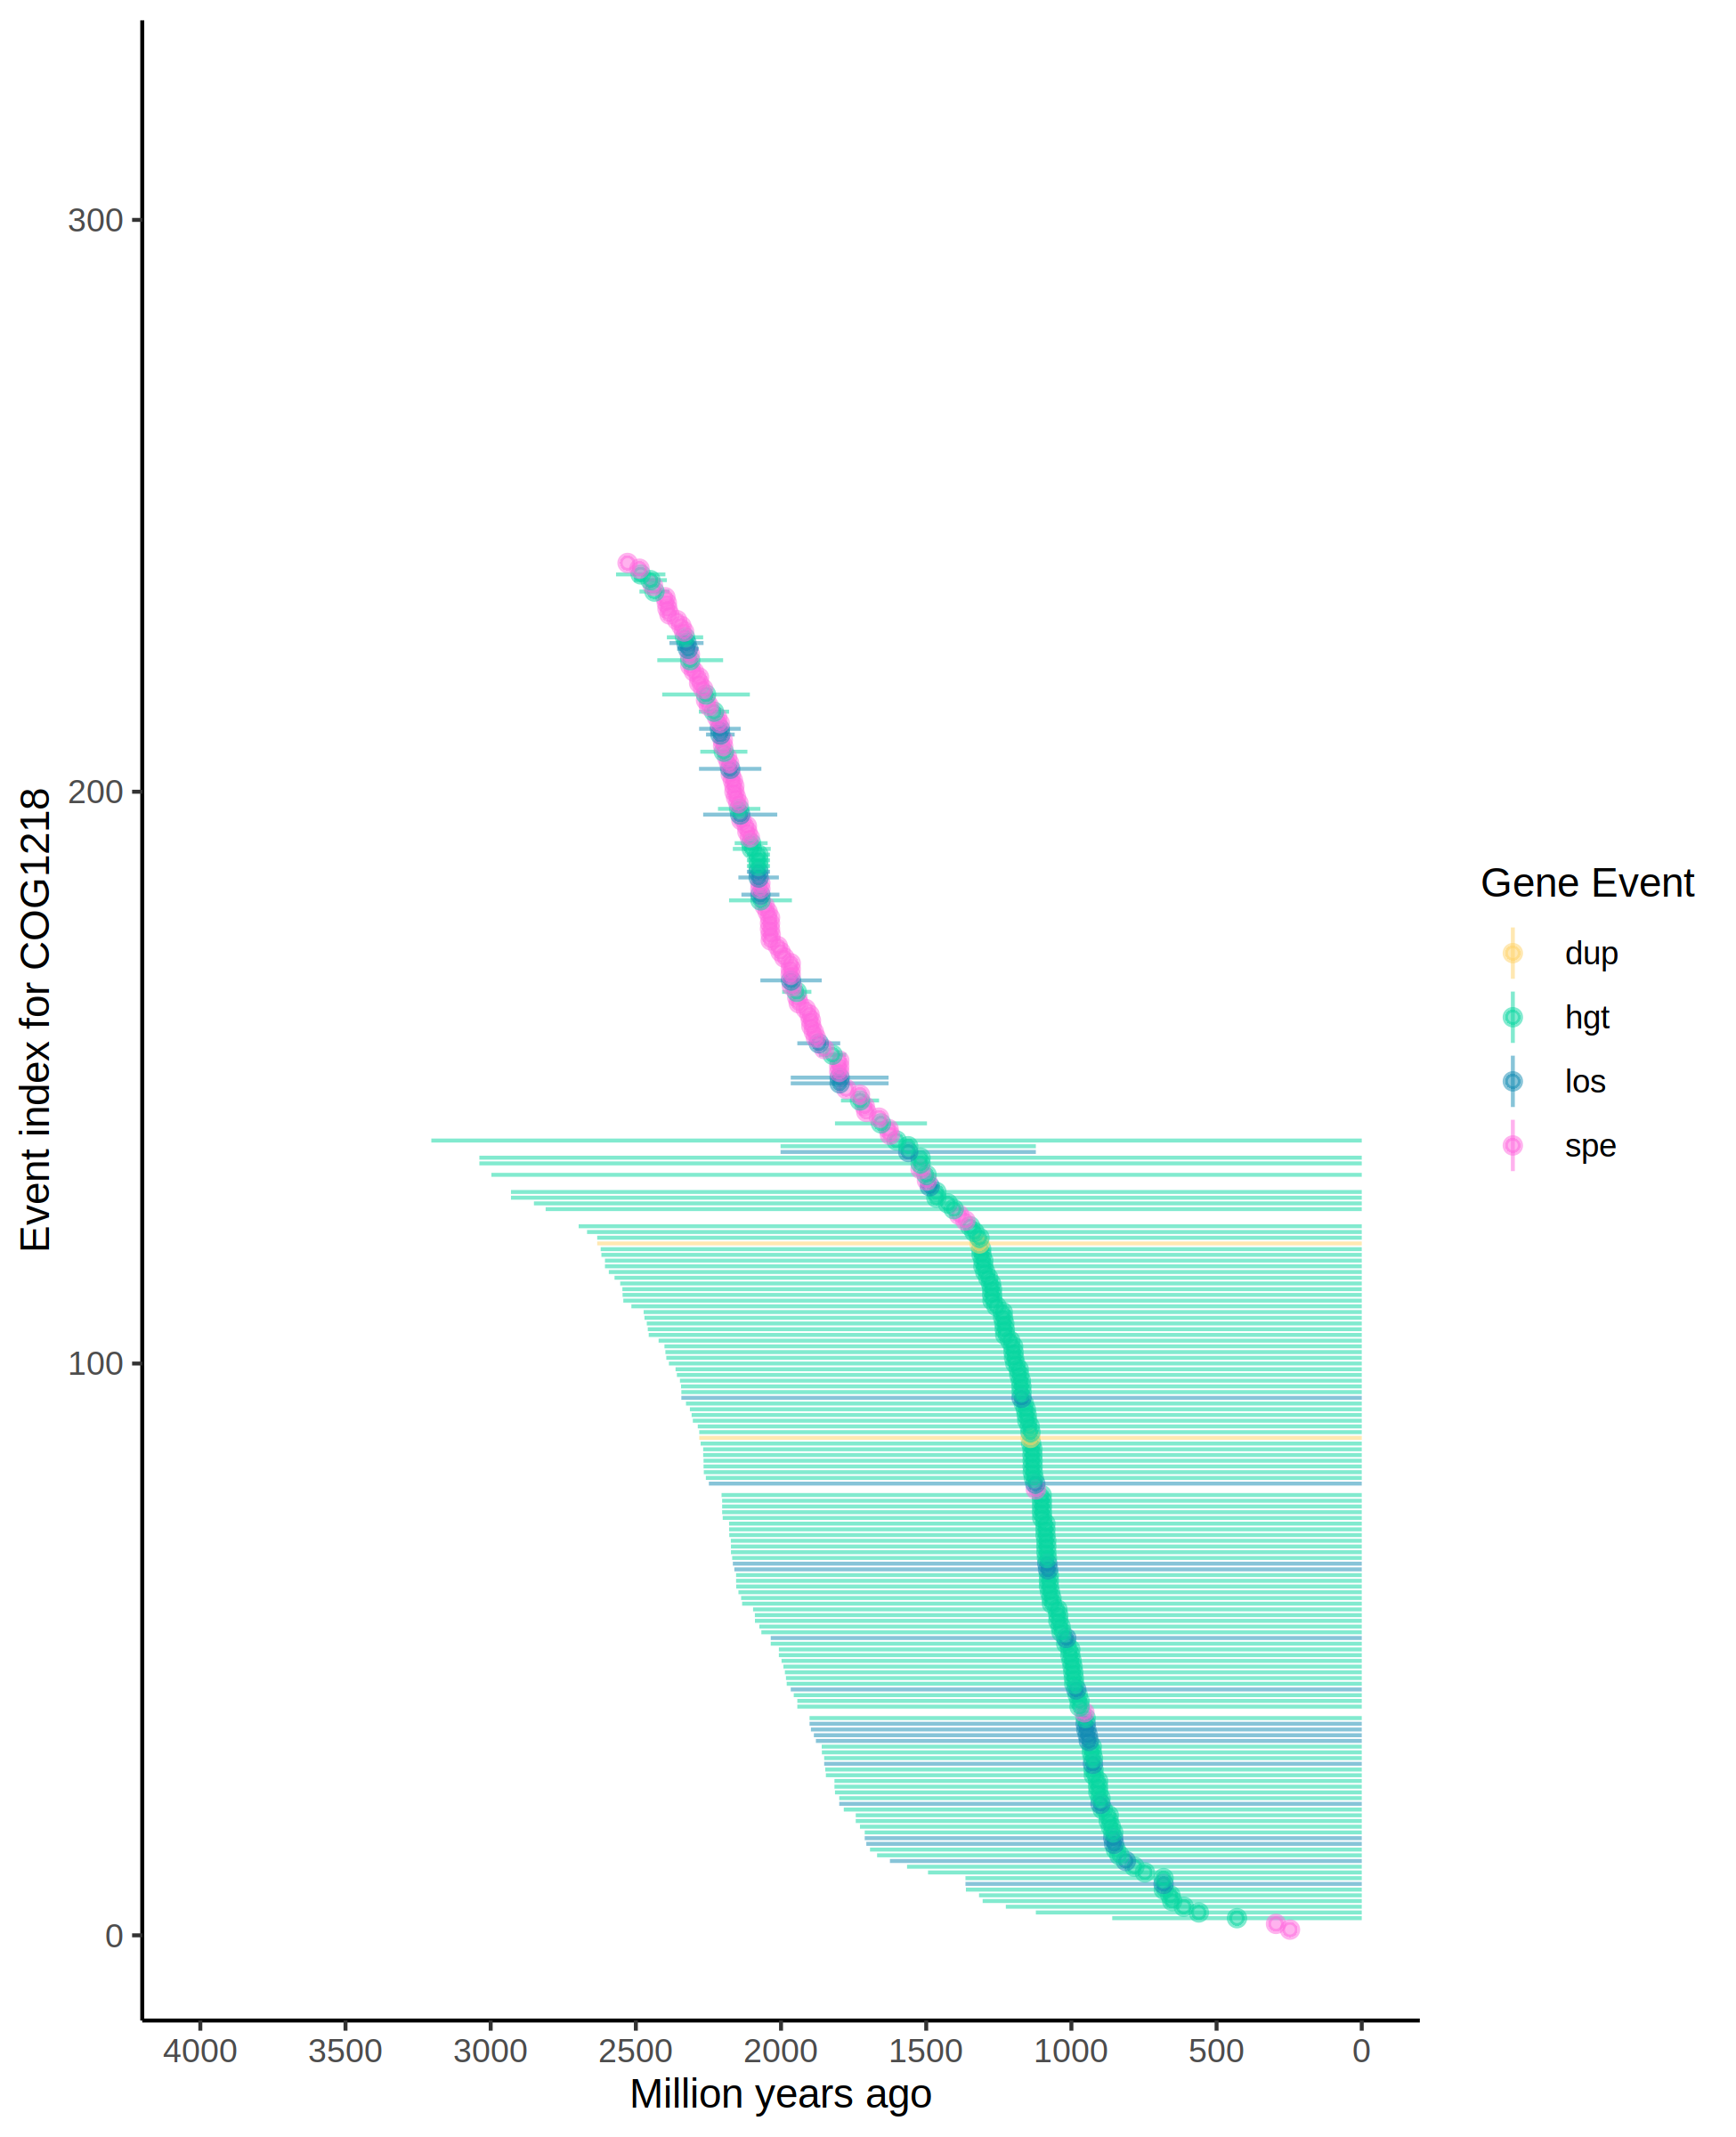 Event index for COG1218
300
200
100
0
4000 3500 3000 2500 2000 1500 1000 500 0
Million years ago
Gene Event
dup
hgt
los
spe